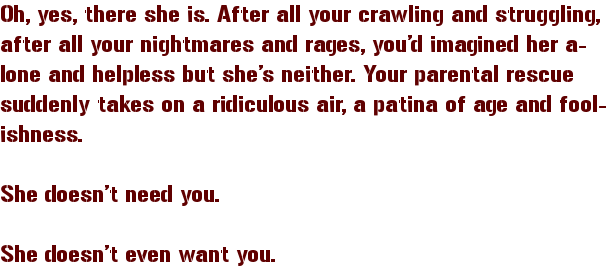 Oh, yes, there she is. After all your crawling and struggling,
after all your nightmares and rages, you'd imagined her a-
lone and helpless but she's neither. Your parental rescue
suddenly takes on a ridiculous air, a patina of age and fool-
ishness.
She doesn't need you.
She doesn't even want you.